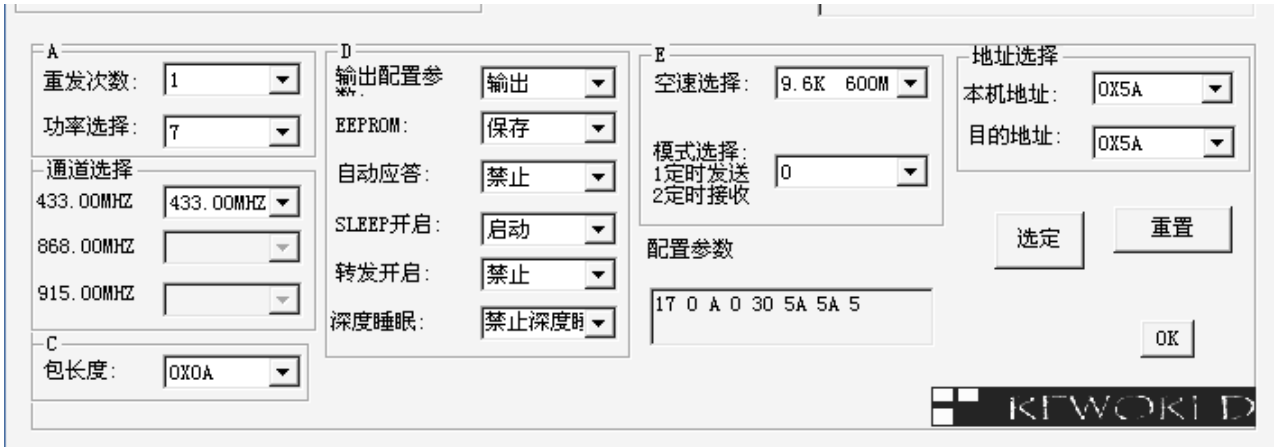 A
重发次数: 1
功率选择: 7
通道选择
433.00MHZ 433.00MHZ
868.00MHZ
915.00MHZ
C
包长度: 0X0A
D
输出配置参数: 输出
EEPROM: 保存
自动应答: 禁止
SLEEP开启: 启动
转发开启: 禁止
深度睡眠: 禁止深度
E
空速选择: 9.6K 600M
模式选择:
1定时发送 0
2定时接收
配置参数
17 0 A 0 30 5A 5A 5
地址选择
本机地址: 0X5A
目的地址: 0X5A
选定
重置
OK